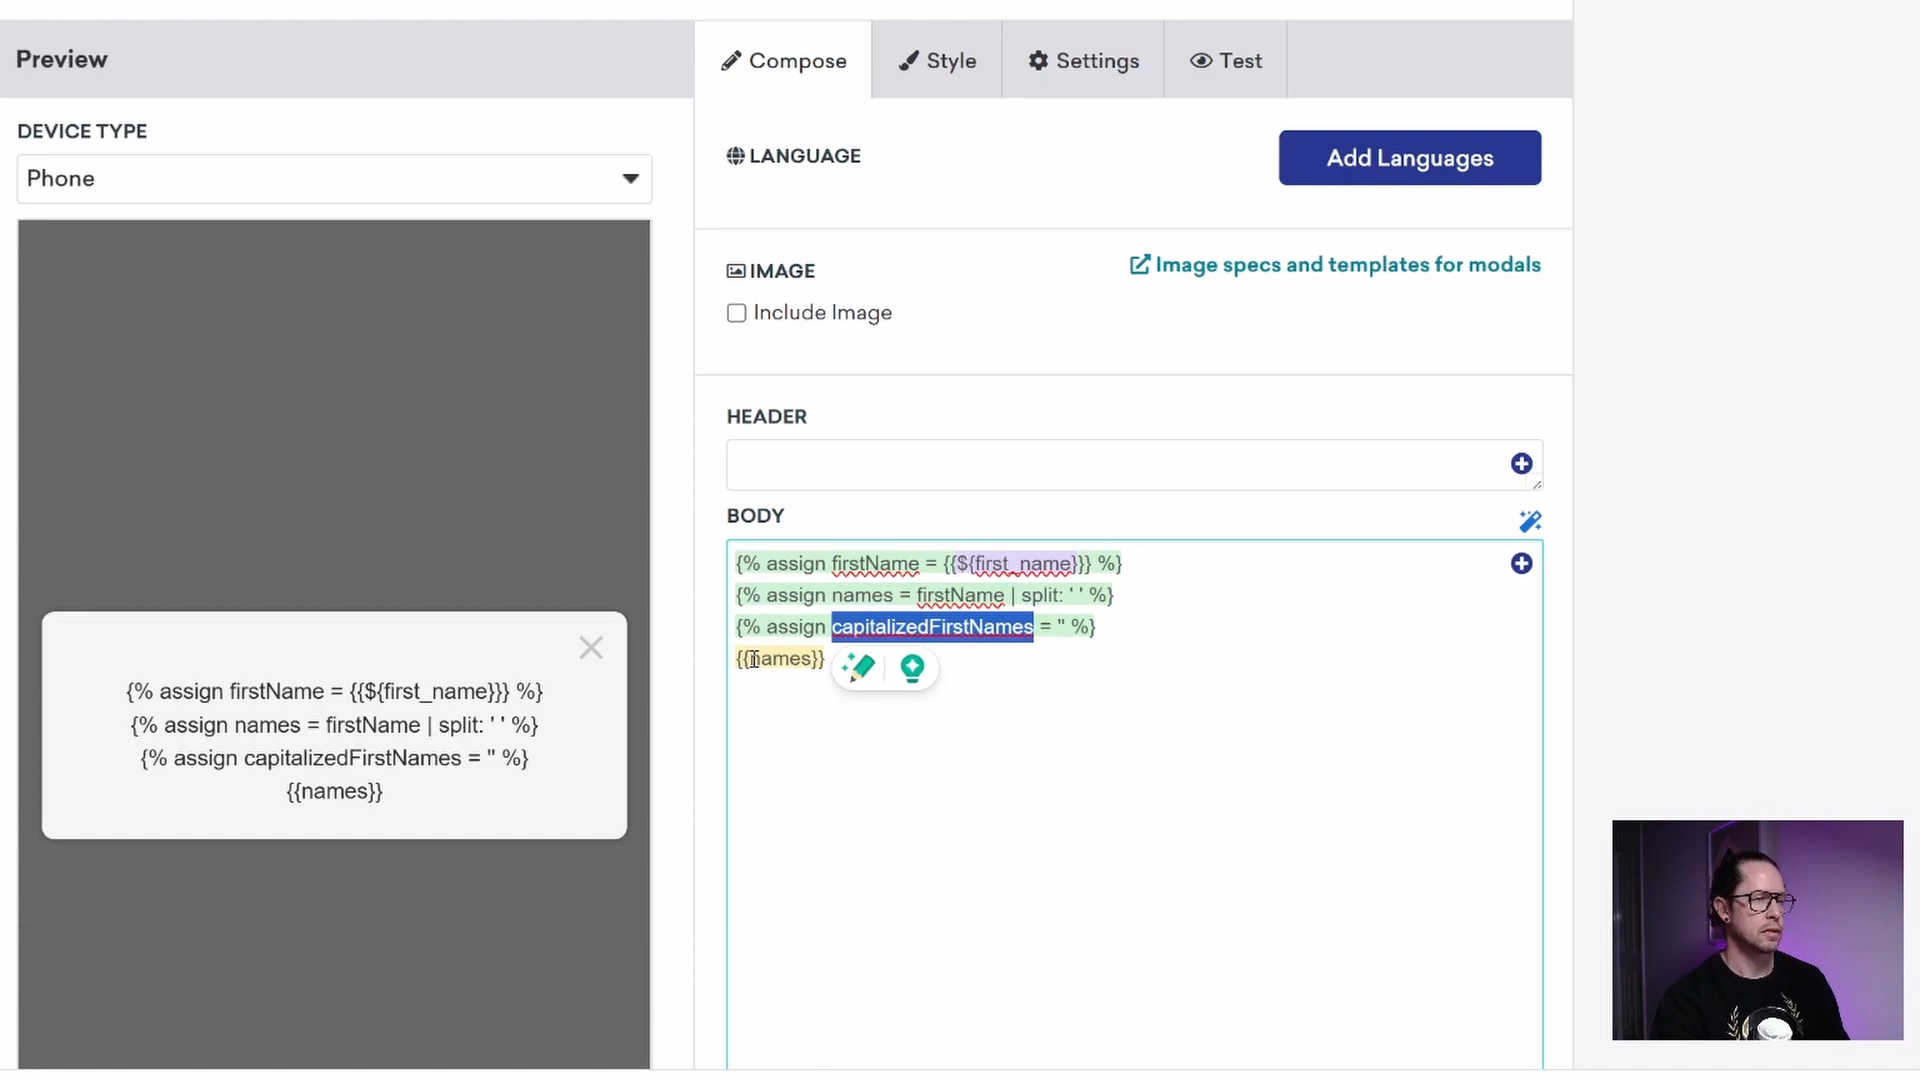 Preview
Compose
Style
Settings
Test
DEVICE TYPE
Phone
LANGUAGE
Add Languages
IMAGE
Image specs and templates for modals
Include Image
HEADER
BODY
{% assign firstName = {{${first_name}}} %}
{% assign names = firstName | split: ' ' %}
{% assign capitalizedFirstNames = '' %}
{{names}}
{% assign firstName = {{${first_name}}} %}
{% assign names = firstName | split: ' ' %}
{% assign capitalizedFirstNames = '' %}
{{names}}